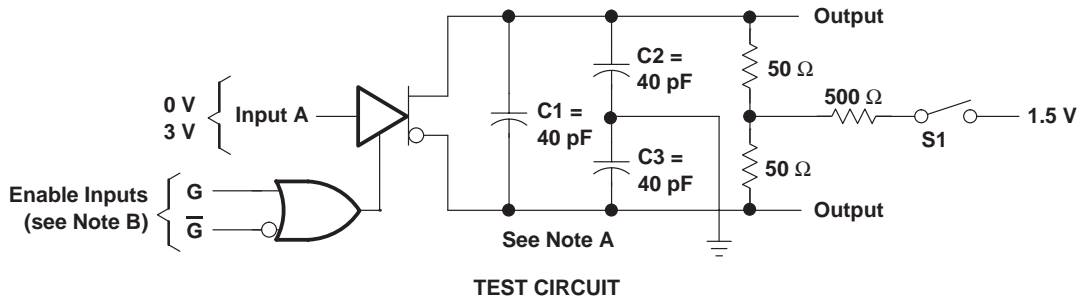 Output
C2 =
40 pF
50 Ω
500 Ω
0 V
3 V
Input A
C1 =
40 pF
1.5 V
S1
C3 =
40 pF
50 Ω
Enable Inputs
(see Note B)
G
G̅
Output
See Note A
TEST CIRCUIT